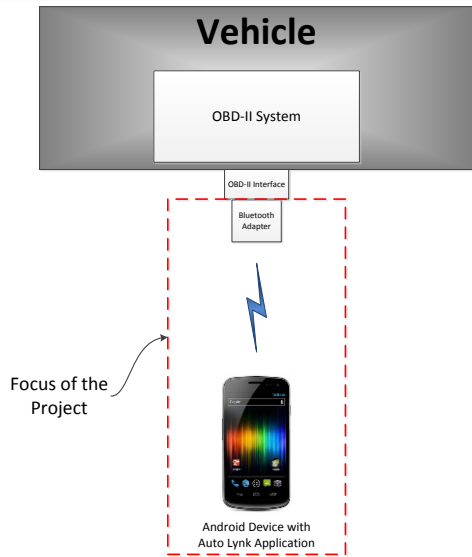 Vehicle
OBD-II System
OBD-II Interface
Bluetooth
Adapter
Focus of the
Project
Google
Android Device with
Auto Lynk Application